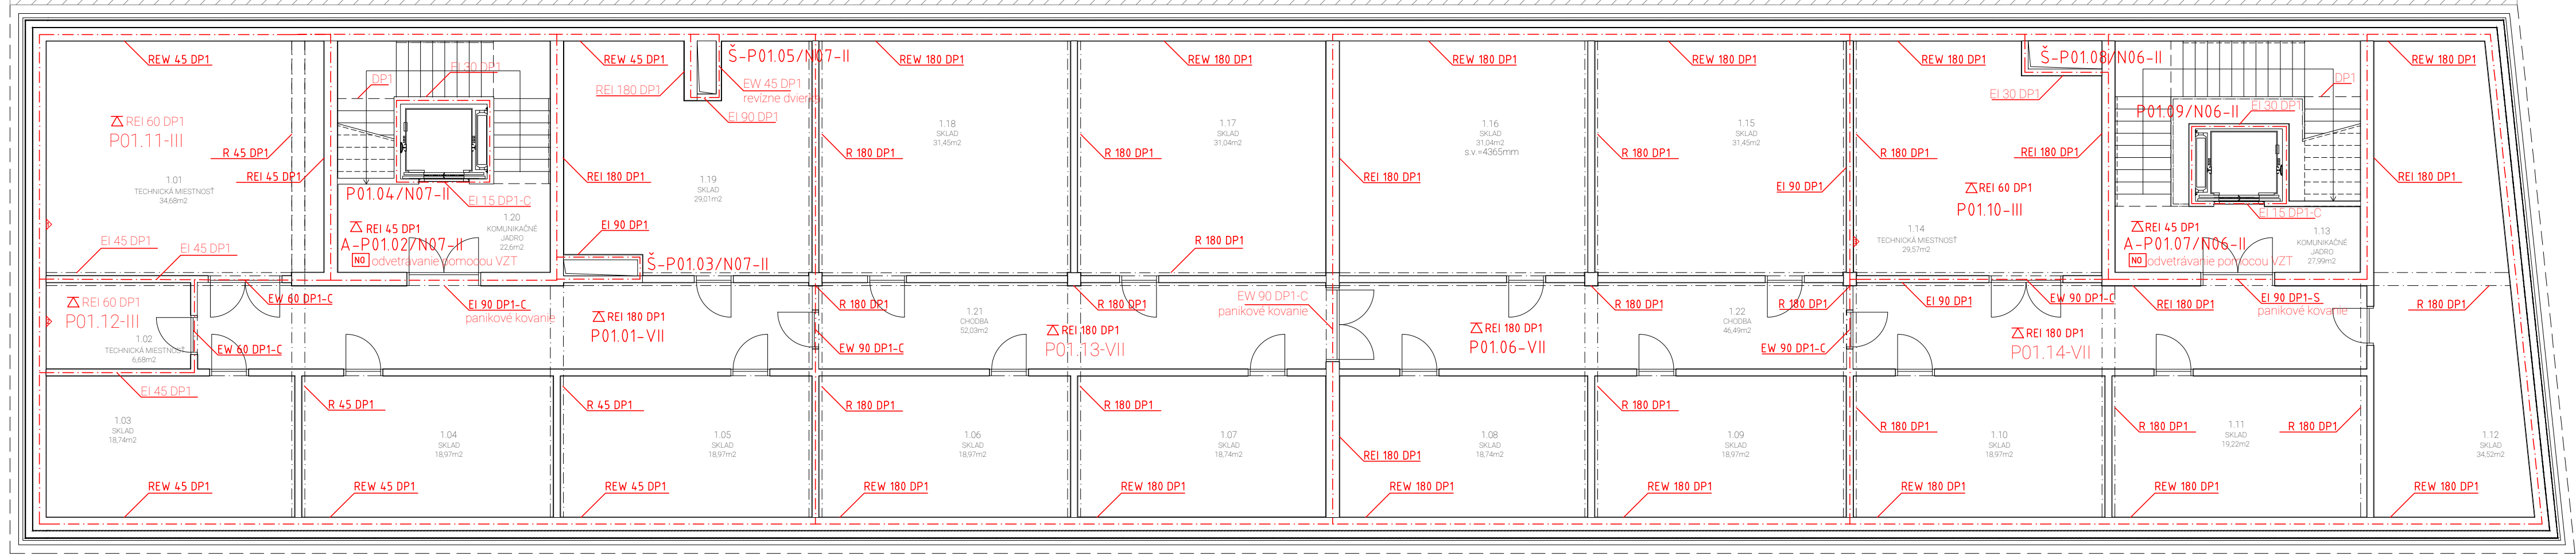 REW 45 DP1
REW 45 DP1
Š-P01.05/N07-II
REW 180 DP1
REW 180 DP1
REW 180 DP1
REW 180 DP1
REW 180 DP1
Š-P01.08/N06-II
REW 180 DP1
EI 30 DP1
DP1
REI 180 DP1
EW 45 DP1
revízne dvierka
EI 90 DP1
EI 30 DP1
DP1
P01.09/N06-II
EI 30 DP1
REI 60 DP1
P01.11-III
R 45 DP1
REI 45 DP1
1.01
TECHNICKÁ MIESTNOSŤ
34,68m2
P01.04/N07-II
EI 15 DP1-C
REI 180 DP1
1.19
SKLAD
29,01m2
R 180 DP1
1.18
SKLAD
31,45m2
R 180 DP1
1.17
SKLAD
31,04m2
REI 180 DP1
1.16
SKLAD
31,04m2
s.v.=4365mm
R 180 DP1
1.15
SKLAD
31,45m2
EI 90 DP1
R 180 DP1
REI 180 DP1
REI 60 DP1
P01.10-III
1.14
TECHNICKÁ MIESTNOSŤ
29,57m2
EI 15 DP1-C
REI 180 DP1
REI 45 DP1
A-P01.02/N07-II
NO odvetrávanie pomocou VZT
1.20
KOMUNIKAČNÉ
JADRO
22,6m2
EI 90 DP1
Š-P01.03/N07-II
R 180 DP1
REI 45 DP1
A-P01.07/N06-II
NO odvetrávanie pomocou VZT
1.13
KOMUNIKAČNÉ
JADRO
27,99m2
EI 45 DP1
EI 45 DP1
REI 60 DP1
P01.12-III
1.02
TECHNICKÁ MIESTNOSŤ
6,68m2
EW 60 DP1-C
EW 60 DP1-C
EI 90 DP1-C
panikové kovanie
REI 180 DP1
P01.01-VII
R 180 DP1
EW 90 DP1-C
1.21
CHODBA
52,03m2
REI 180 DP1
P01.13-VII
R 180 DP1
EW 90 DP1-C
panikové kovanie
REI 180 DP1
P01.06-VII
R 180 DP1
1.22
CHODBA
46,49m2
R 180 DP1
EW 90 DP1-C
EI 90 DP1
EW 90 DP1-C
REI 180 DP1
P01.14-VII
REI 180 DP1
EI 90 DP1-S
panikové kovanie
R 180 DP1
EI 45 DP1
1.03
SKLAD
18,74m2
R 45 DP1
1.04
SKLAD
18,97m2
R 45 DP1
1.05
SKLAD
18,97m2
R 180 DP1
1.06
SKLAD
18,97m2
R 180 DP1
1.07
SKLAD
18,74m2
REI 180 DP1
1.08
SKLAD
18,74m2
R 180 DP1
1.09
SKLAD
18,97m2
R 180 DP1
1.10
SKLAD
18,97m2
R 180 DP1
1.11
SKLAD
19,22m2
R 180 DP1
1.12
SKLAD
34,52m2
REW 45 DP1
REW 45 DP1
REW 45 DP1
REW 180 DP1
REW 180 DP1
REW 180 DP1
REW 180 DP1
REW 180 DP1
REW 180 DP1
REW 180 DP1